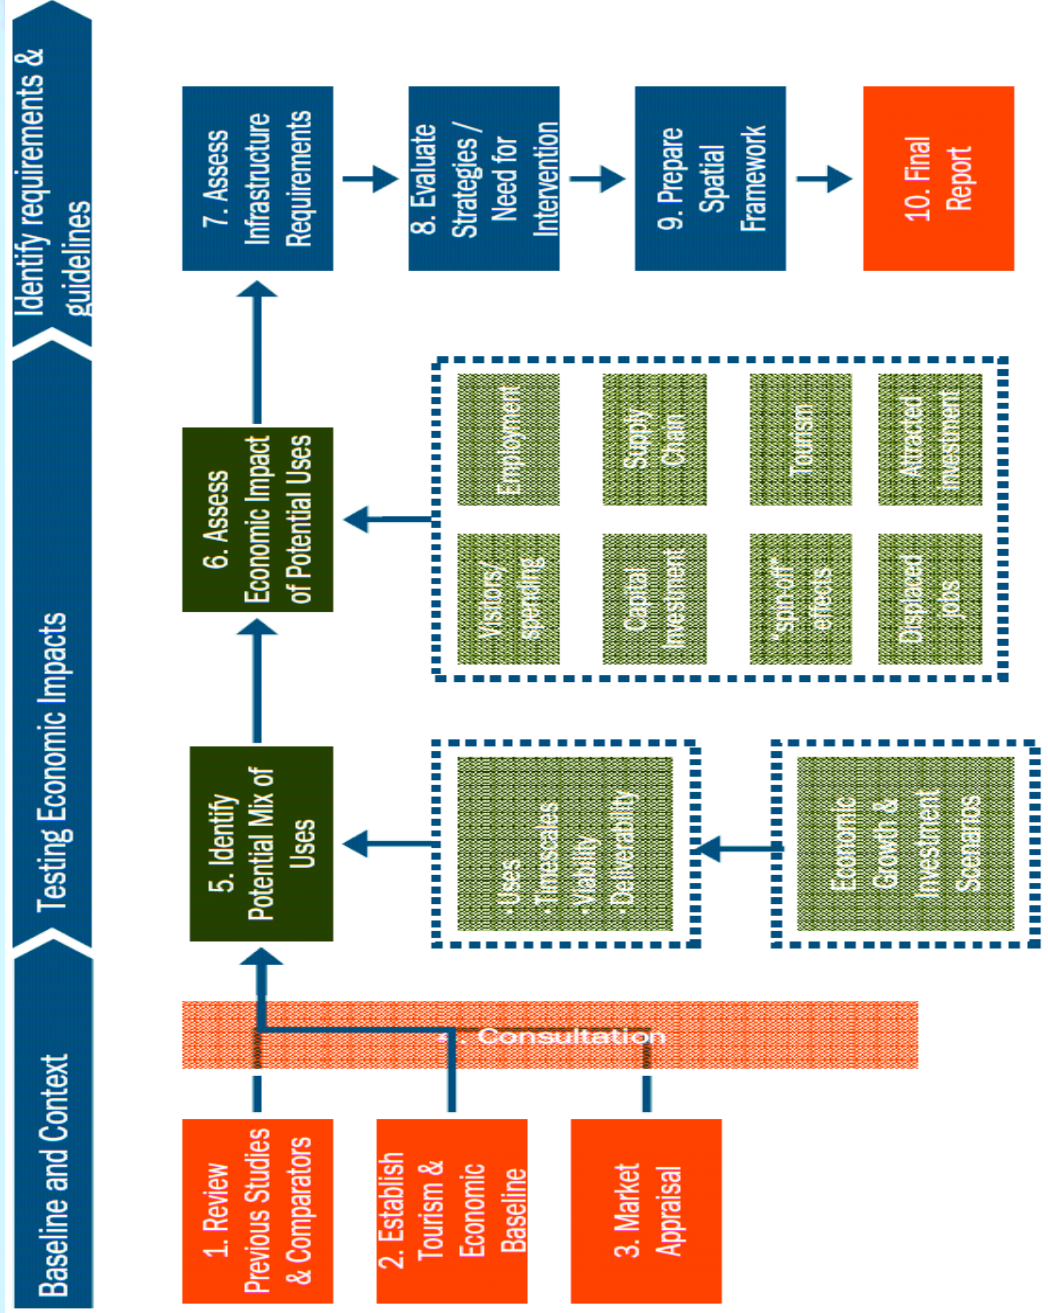 Baseline and Context
Testing Economic Impacts
Identify requirements &
guidelines
1. Review
Previous Studies
& Comparators
2. Establish
Tourism &
Economic
Baseline
3. Market
Appraisal
. Consultation
5. Identify
Potential Mix of
Uses
· Uses
· Timescales
· Viability
· Deliverability
Economic
Growth &
Investment
Scenarios
6. Assess
Economic Impact
of Potential Uses
Visitors/
spending
Employment
Capital
Investment
Supply
Chain
"spin off"
effects
Tourism
Displaced
jobs
Attracted
investment
7. Assess
Infrastructure
Requirements
8. Evaluate
Strategies /
Need for
Intervention
9. Prepare
Spatial
Framework
10. Final
Report